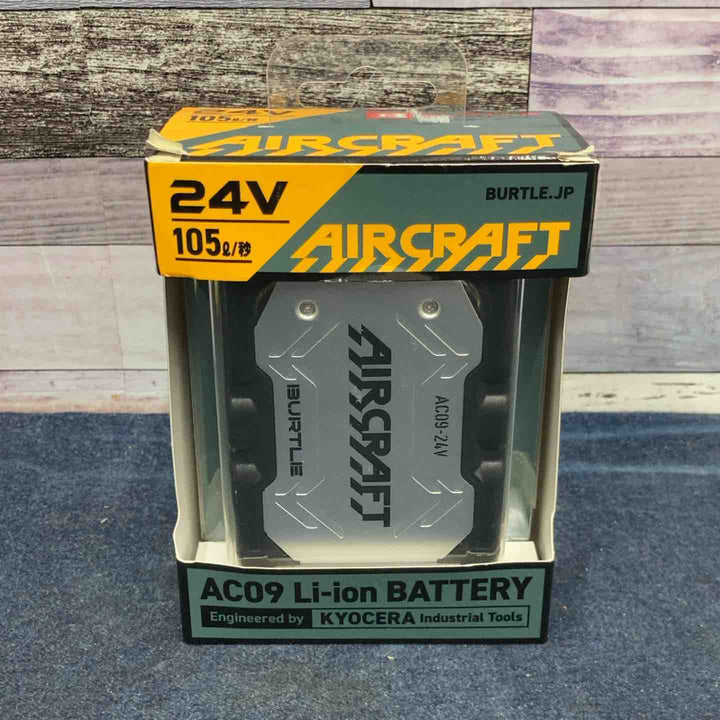 24V
105ℓ/秒
AIRCRAFT
24V
105ℓ/秒
BURTLE.JP
AIRCRAFT
AIRCRAFT
BURTLE
AC09-24V
AC09 Li-ion BATTERY
Engineered by KYOCERA Industrial Tools